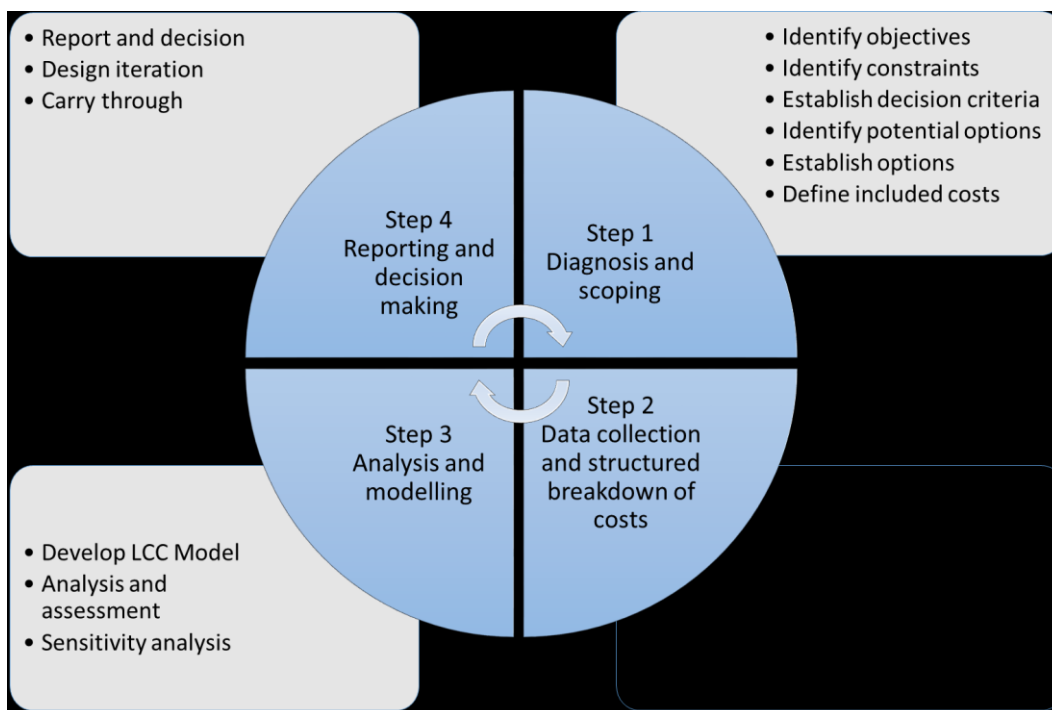 • Report and decision
• Design iteration
• Carry through
• Identify objectives
• Identify constraints
• Establish decision criteria
• Identify potential options
• Establish options
• Define included costs
Step 4
Reporting and
decision
making
Step 1
Diagnosis and
scoping
Step 3
Analysis and
modelling
Step 2
Data collection
and structured
breakdown of
costs
• Develop LCC Model
• Analysis and
assessment
• Sensitivity analysis